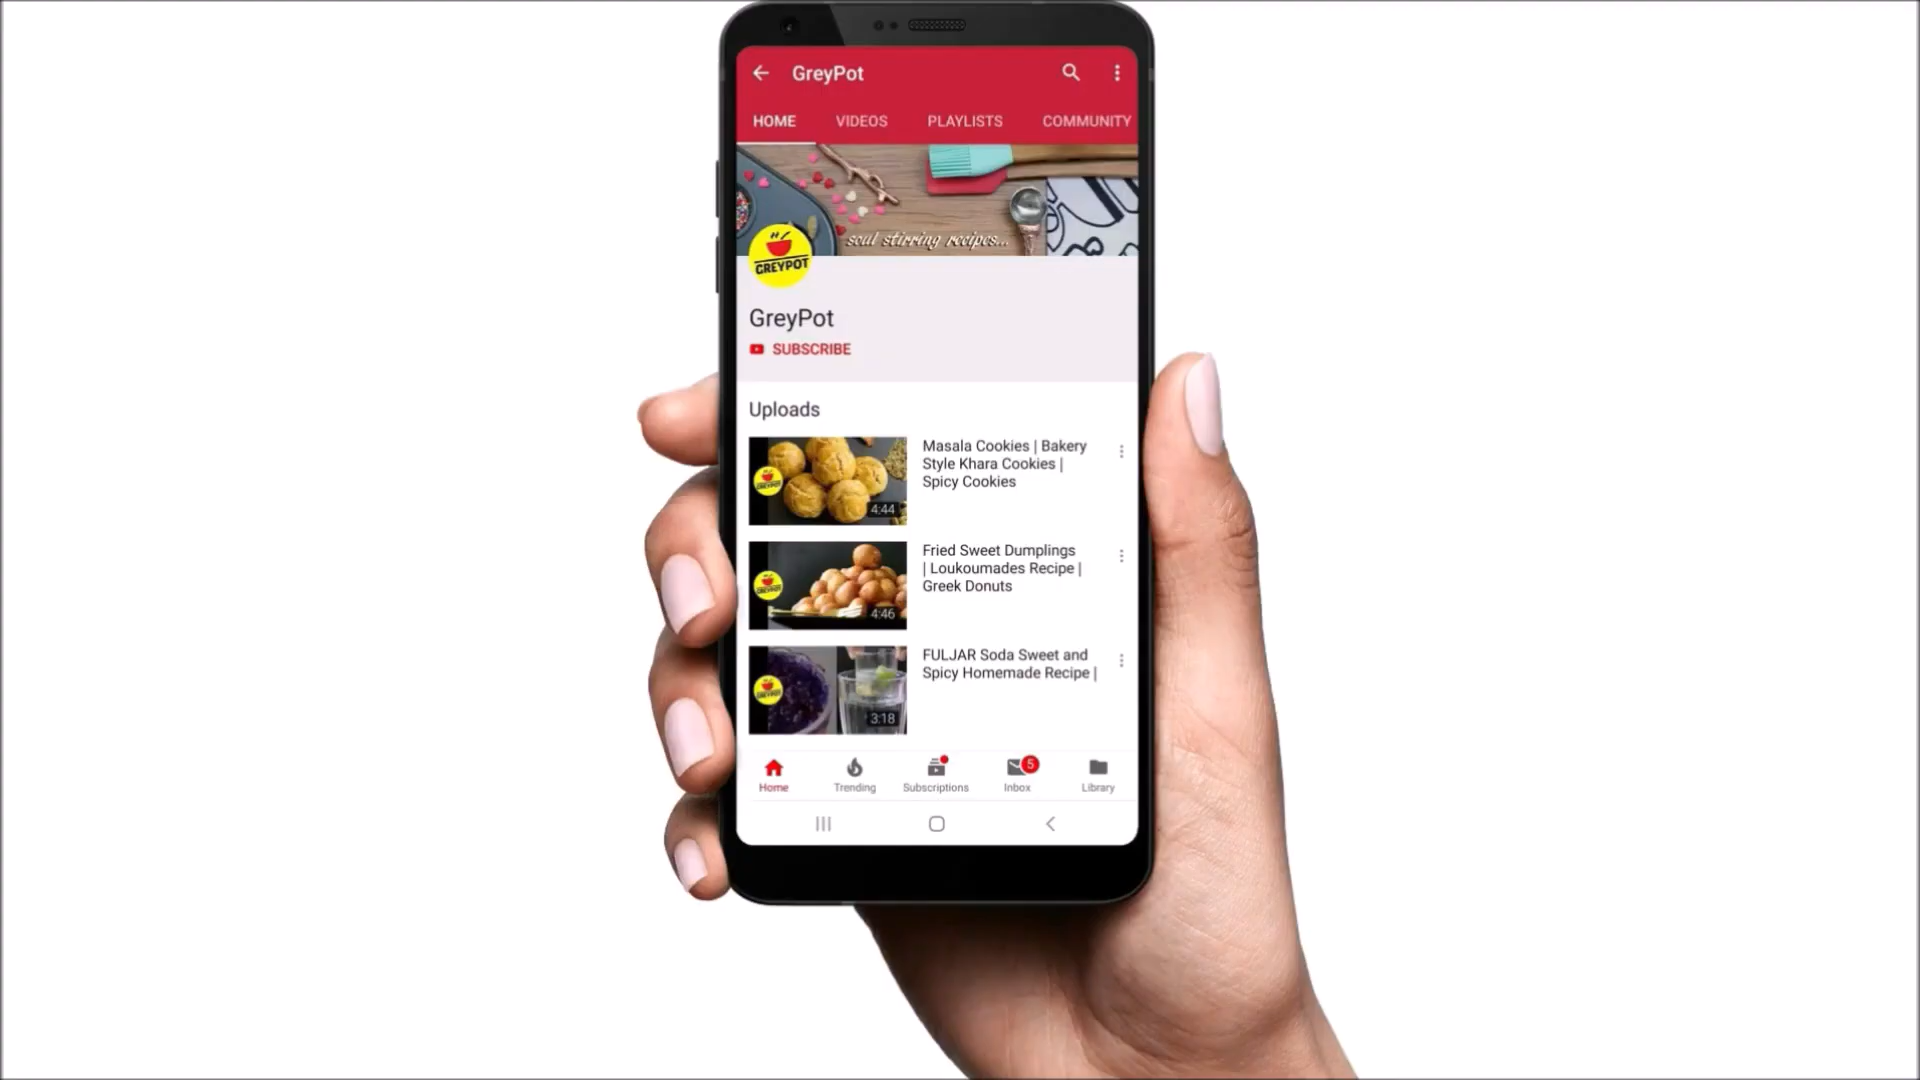 GreyPot
HOME VIDEOS PLAYLISTS COMMUNITY
soul stirring recipes...
GREYPOT
GreyPot
SUBSCRIBE
Uploads
Masala Cookies | Bakery
Style Khara Cookies |
Spicy Cookies
4:44
Fried Sweet Dumplings
| Loukoumades Recipe |
Greek Donuts
4:46
FULJAR Soda Sweet and
Spicy Homemade Recipe |
3:18
Home Trending Subscriptions Inbox 5 Library